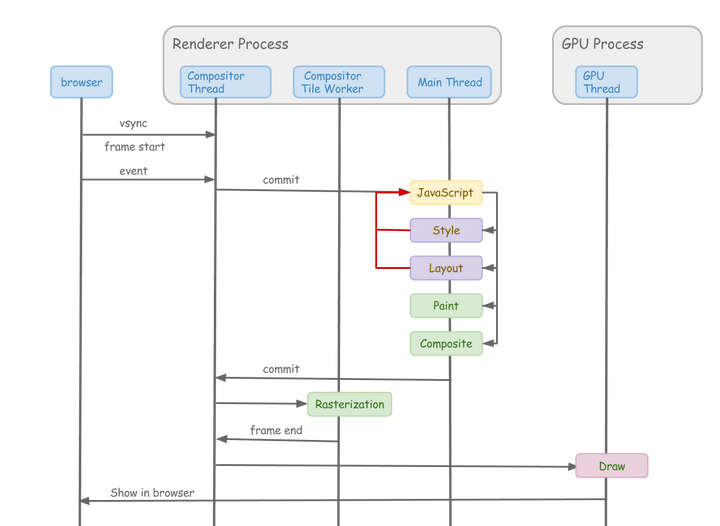 Renderer Process
GPU Process
browser
Compositor
Thread
Compositor
Tile Worker
Main Thread
GPU
Thread
vsync
frame start
event
commit
JavaScript
Style
Layout
Paint
Composite
commit
Rasterization
frame end
Draw
Show in browser